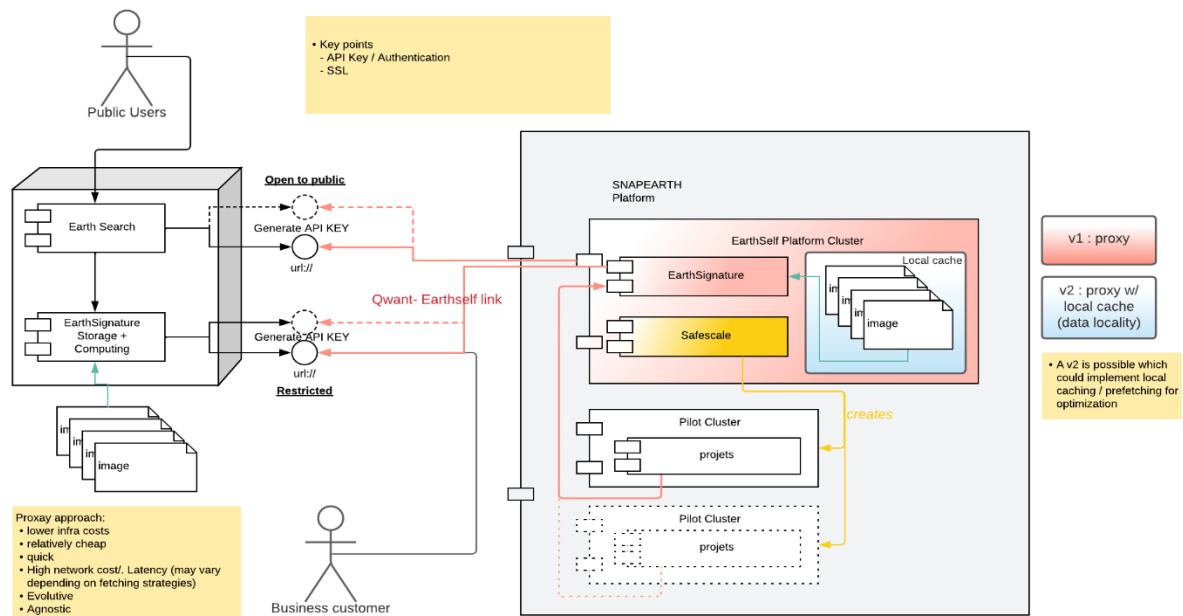 • Key points
- API Key / Authentication
- SSL
Public Users
Earth Search
EarthSignature
Storage +
Computing
image
Open to public
Generate API KEY
url://
Qwant- Earthself link
Generate API KEY
url://
Restricted
Proxay approach:
• lower infra costs
• relatively cheap
• quick
• High network cost/. Latency (may vary
depending on fetching strategies)
• Evolutive
• Agnostic
Business customer
SNAPEARTH
Platform
EarthSelf Platform Cluster
EarthSignature
Safescale
Local cache
im
im
im
image
creates
Pilot Cluster
projets
Pilot Cluster
projets
v1 : proxy
v2 : proxy w/
local cache
(data locality)
• A v2 is possible which
could implement local
caching / prefetching for
optimization